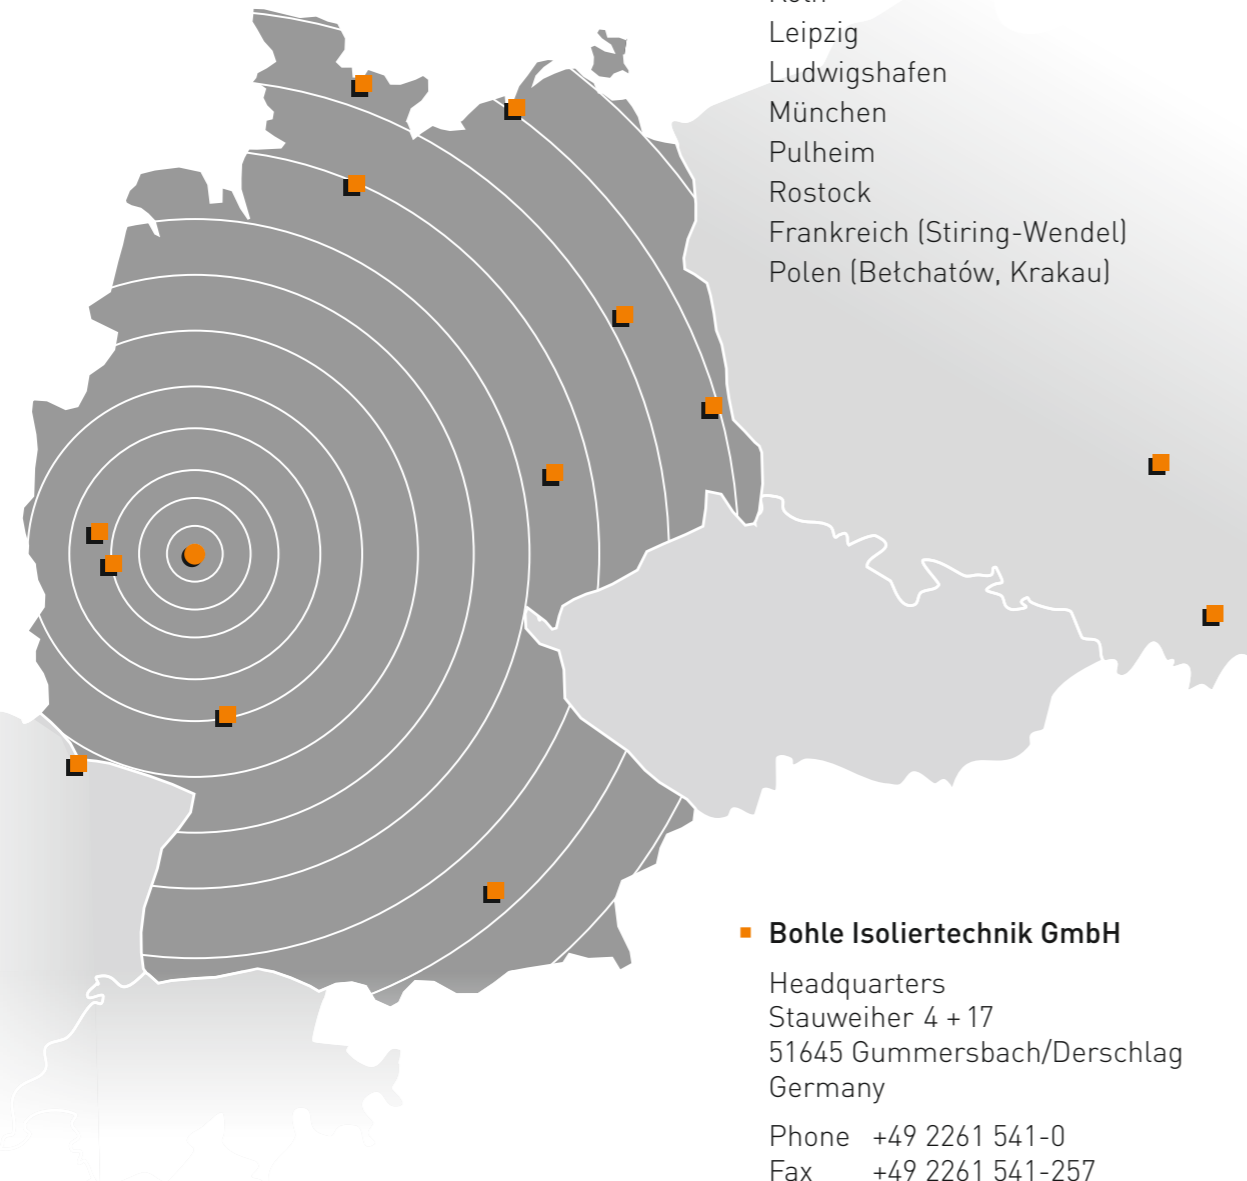 Köln
Leipzig
Ludwigshafen
München
Pulheim
Rostock
Frankreich (Stiring-Wendel)
Polen (Bełchatów, Krakau)
Bohle Isoliertechnik GmbH
Headquarters
Stauweiher 4 + 17
51645 Gummersbach/Derschlag
Germany
Phone +49 2261 541-0
Fax +49 2261 541-257